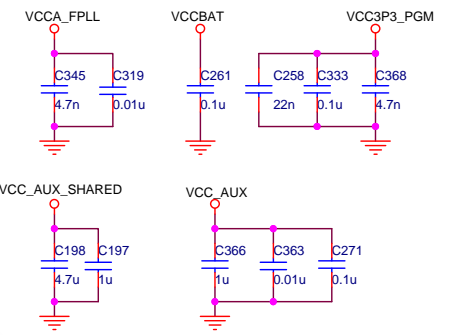 VCCA_FPLL VCCBAT VCC3P3_PGM
C345 C319 C261 C258 C333 C368
4.7n 0.01u 0.1u 22n 0.1u 4.7n
VCC_AUX_SHARED VCC_AUX
C198 C197 C366 C363 C271
4.7u 1u 1u 0.01u 0.1u